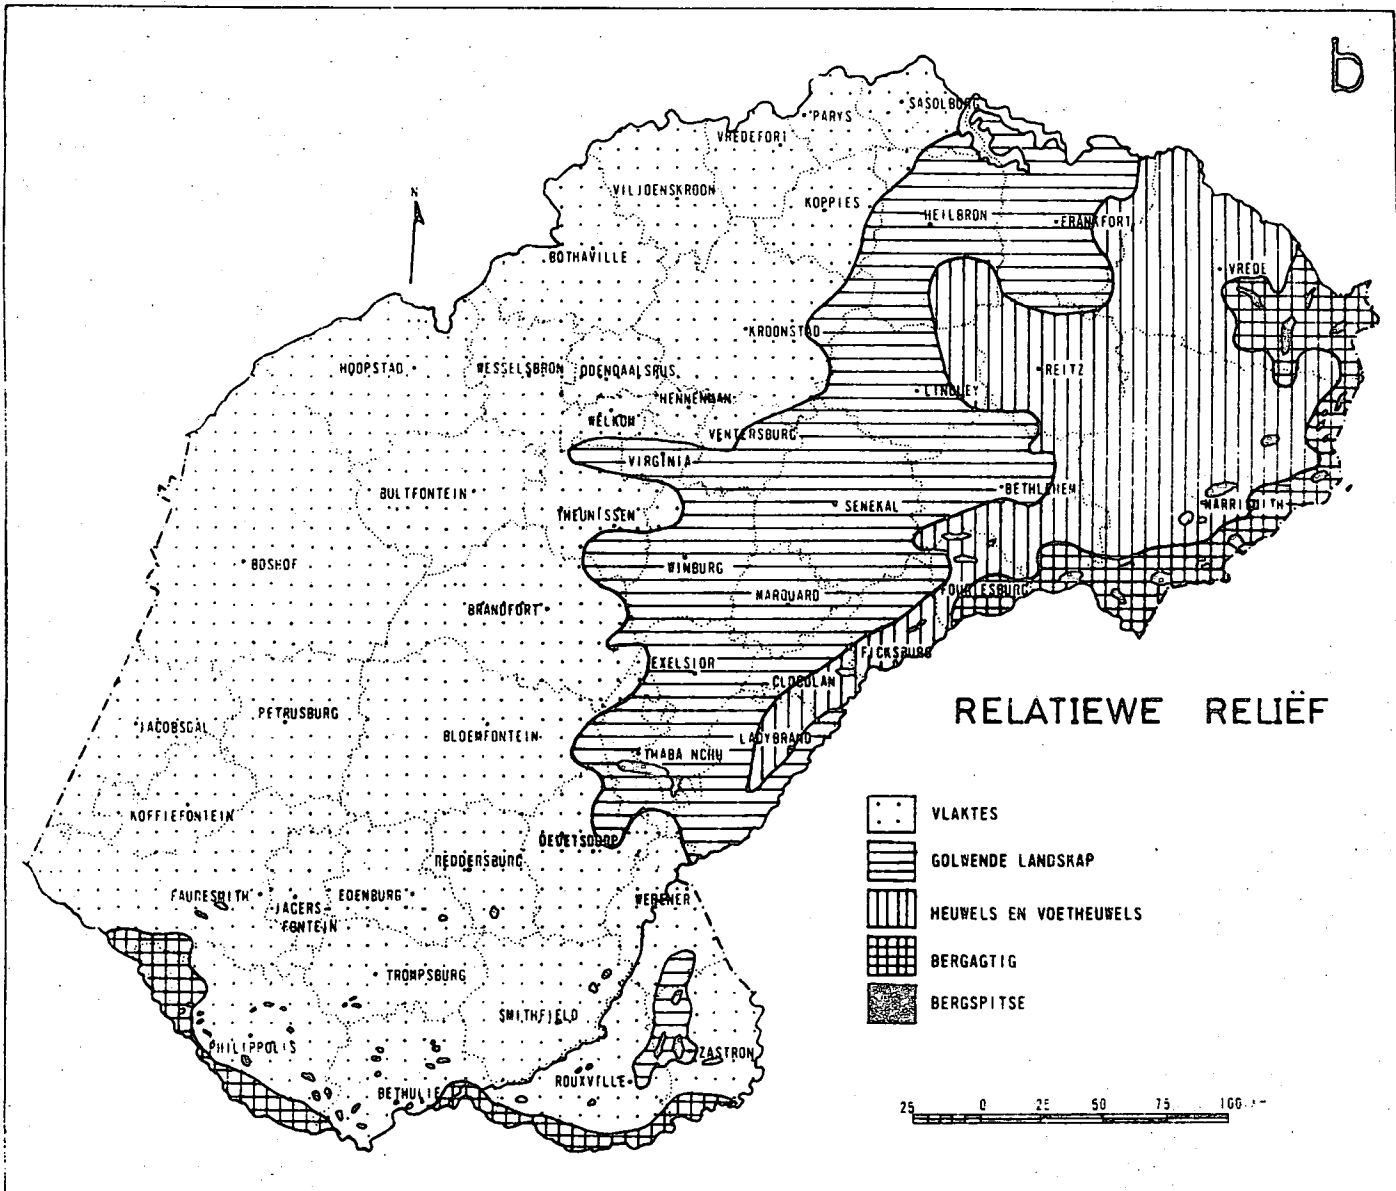 b
SASOLBURG
PARYS
VREDEFORT
VILJOENSKROON
KOPPIES
N
HEILBRON
FRANKFORT
BOTHAVILLE
VREDE
KROONSTAD
HOOPSTAD
WESSELSBRON
ODENDAALSRUS
REITZ
LINDLEY
HENNENMAN
WELKOM
VENTERSBURG
VIRGINIA
BULTFONTEIN
BETHLEHEM
SENEKAL
HARRISMITH
THEUNISSEN
BOSHOF
WINBURG
FOURIESBURG
MARQUARD
BRANDFORT
FICKSBURG
EXELSIOR
CLOCOLAN
RELATIEWE RELIËF
PETRUSBURG
JACOBSDAL
BLOEMFONTEIN
LADYBRAND
THABA NCHU
VLAKTES
KOFFIEFONTEIN
DEWETSDORP
REDDERSBURG
GOLWENDE LANDSKAP
FAURESMITH
EDENBURG
WEPENER
JAGERS-
FONTEIN
HEUWELS EN VOETHEUWELS
TROMPSBURG
BERGAGTIG
SMITHFIELD
BERGSPITSE
PHILIPPOLIS
ZASTRON
ROUXVILLE
BETHULIE
25 0 25 50 75 100